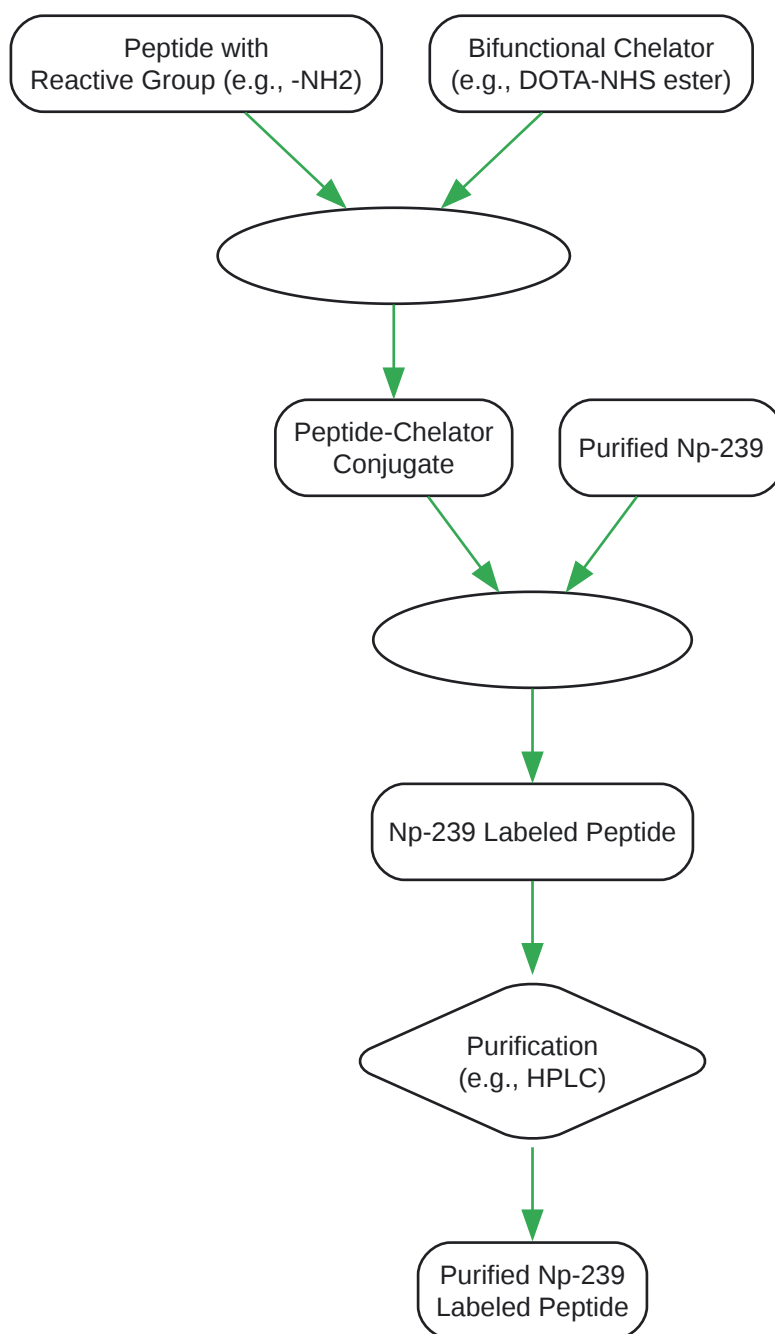 Peptide with
Reactive Group (e.g., -NH2)
Bifunctional Chelator
(e.g., DOTA-NHS ester)
Peptide-Chelator
Conjugate
Purified Np-239
Np-239 Labeled Peptide
Purification
(e.g., HPLC)
Purified Np-239
Labeled Peptide